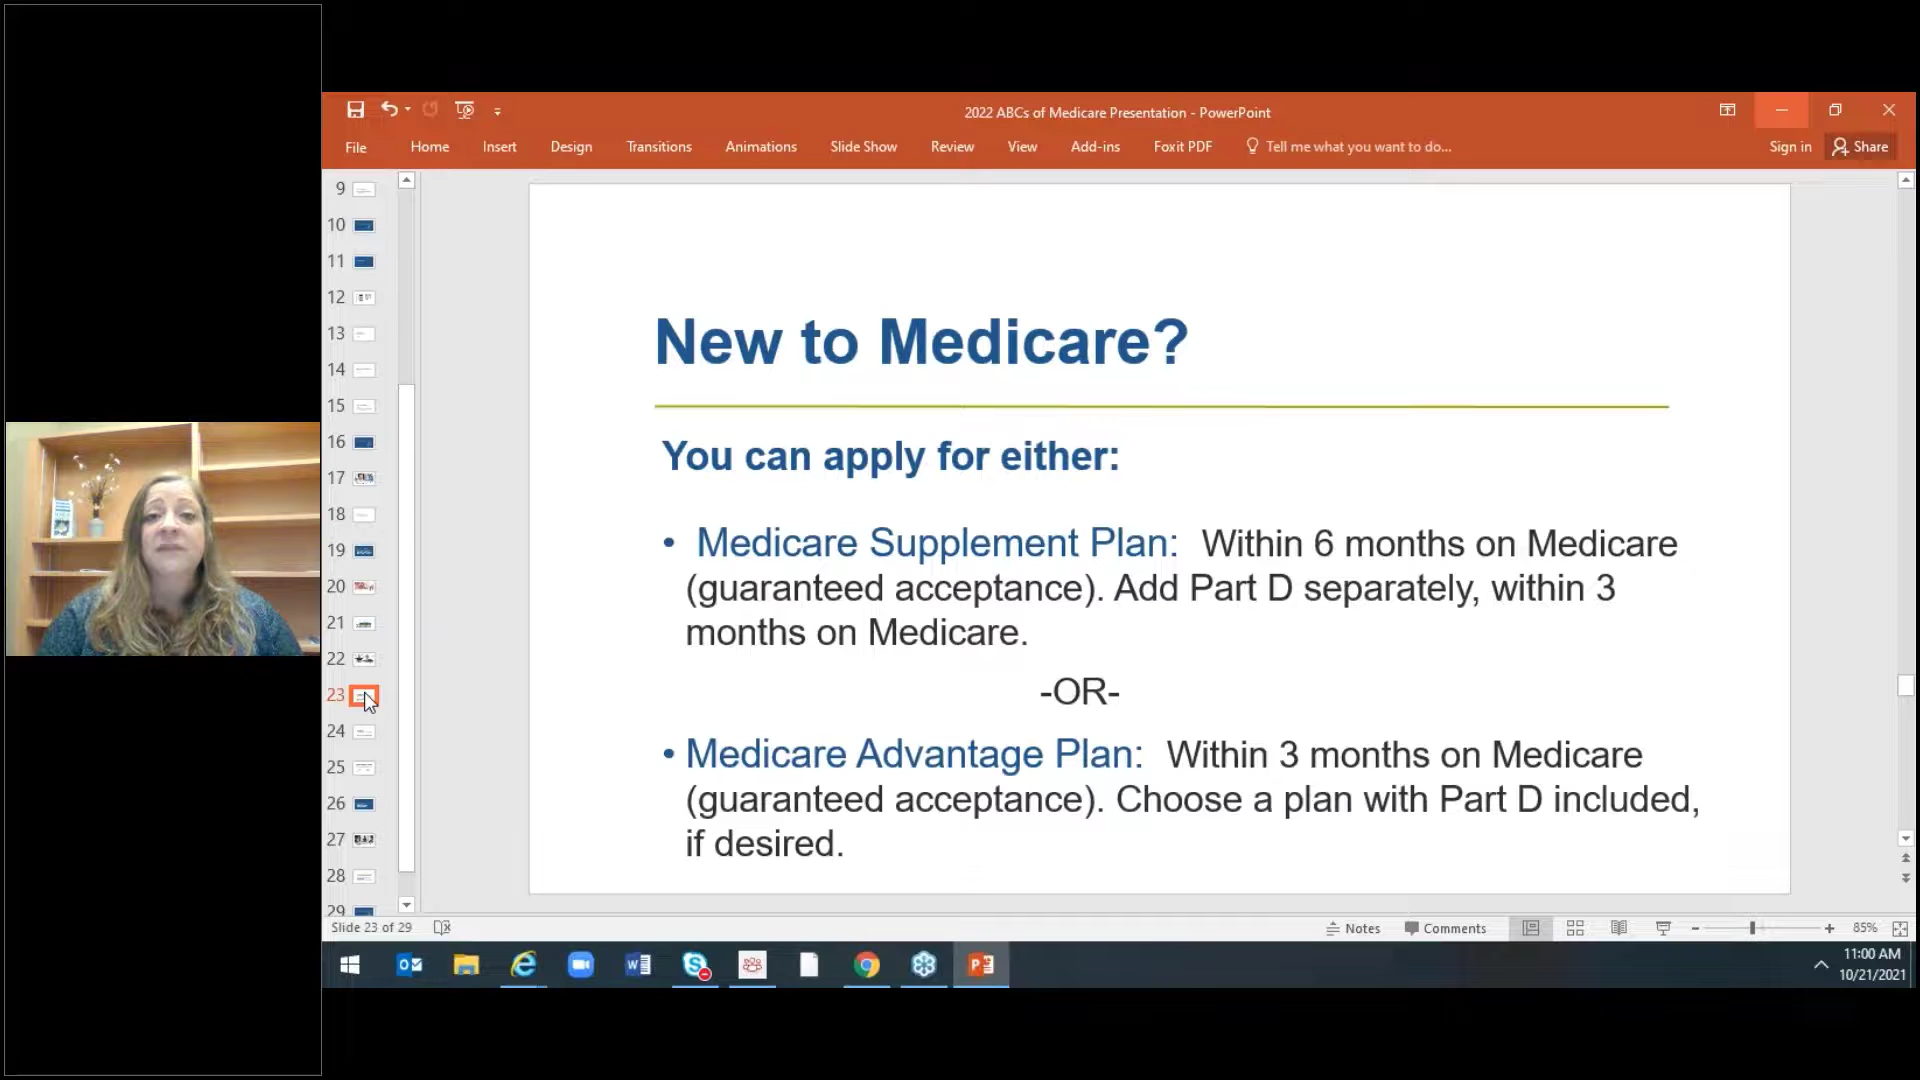 2022 ABCs of Medicare Presentation - PowerPoint
File Home Insert Design Transitions Animations Slide Show Review View Add-ins Foxit PDF Tell me what you want to do... Sign in Share
9
10
11
12
13
14
15
16
17
18
19
20
21
22
23
24
25
26
27
28
29
New to Medicare?
You can apply for either:
• Medicare Supplement Plan: Within 6 months on Medicare
(guaranteed acceptance). Add Part D separately, within 3
months on Medicare.
-OR-
• Medicare Advantage Plan: Within 3 months on Medicare
(guaranteed acceptance). Choose a plan with Part D included,
if desired.
Slide 23 of 29 Notes Comments 85%
11:00 AM
10/21/2021